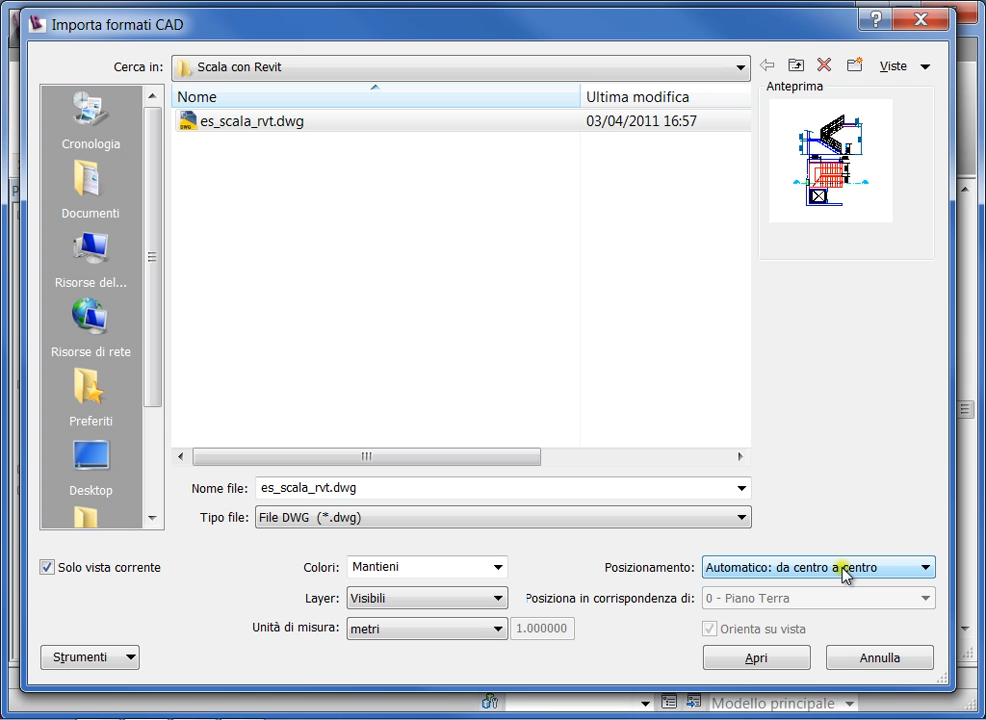 Importa formati CAD
Cerca in: Scala con Revit Viste
Anteprima
Nome Ultima modifica
es_scala_rvt.dwg 03/04/2011 16:57
Cronologia
Documenti
Risorse del...
Risorse di rete
Preferiti
Desktop
Nome file: es_scala_rvt.dwg
Tipo file: File DWG (*.dwg)
Solo vista corrente
Colori: Mantieni
Posizionamento: Automatico: da centro a centro
Layer: Visibili
Posiziona in corrispondenza di: 0 - Piano Terra
Unità di misura: metri 1.000000
Orienta su vista
Strumenti
Apri
Annulla
Modello principale